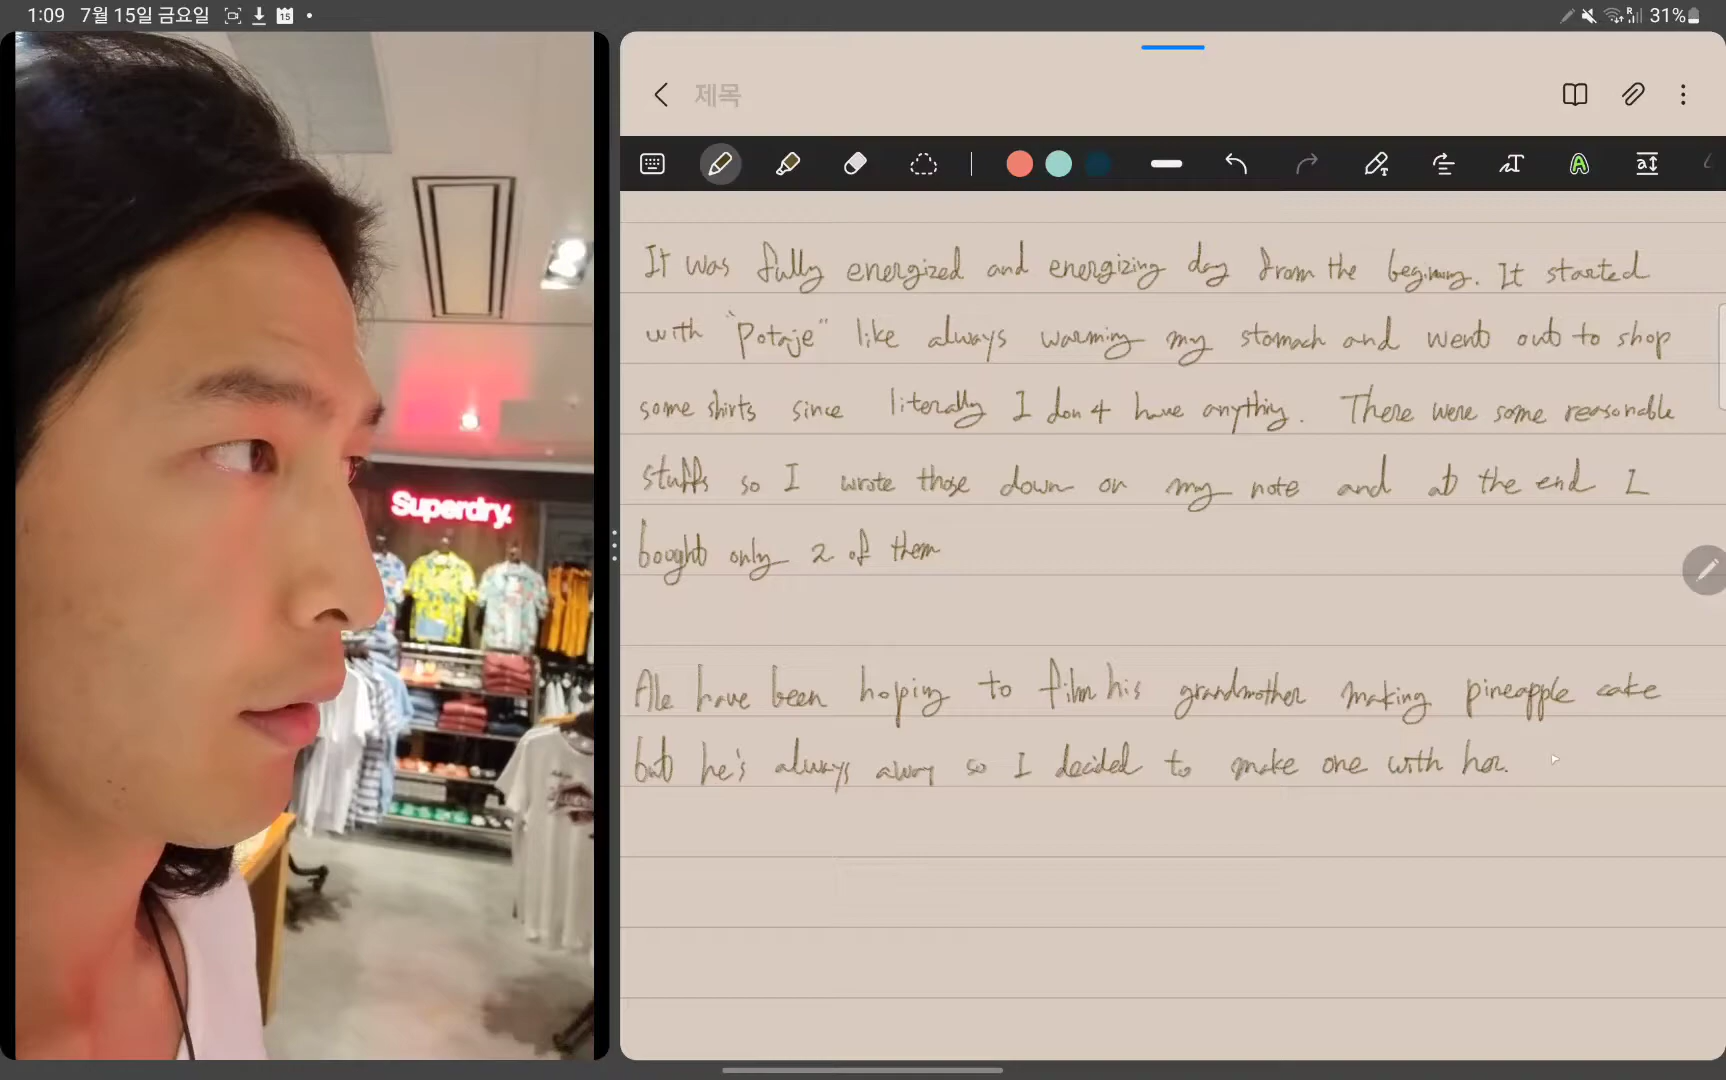 1:09 7월 15일 금요일 15
R 31%
제목
A a
Superdry.
It was fully energized and energizing day from the beginning. It started
with "Potaje" like always warming my stomach and went out to shop
some shirts since literally I don4 have anything. There were some reasonable
stuffs so I wrote those down on my note and at the end I
bought only 2 of them
Ale have been hoping to film his grandmother making pineapple cake
but he's always away so I decided to make one with her.